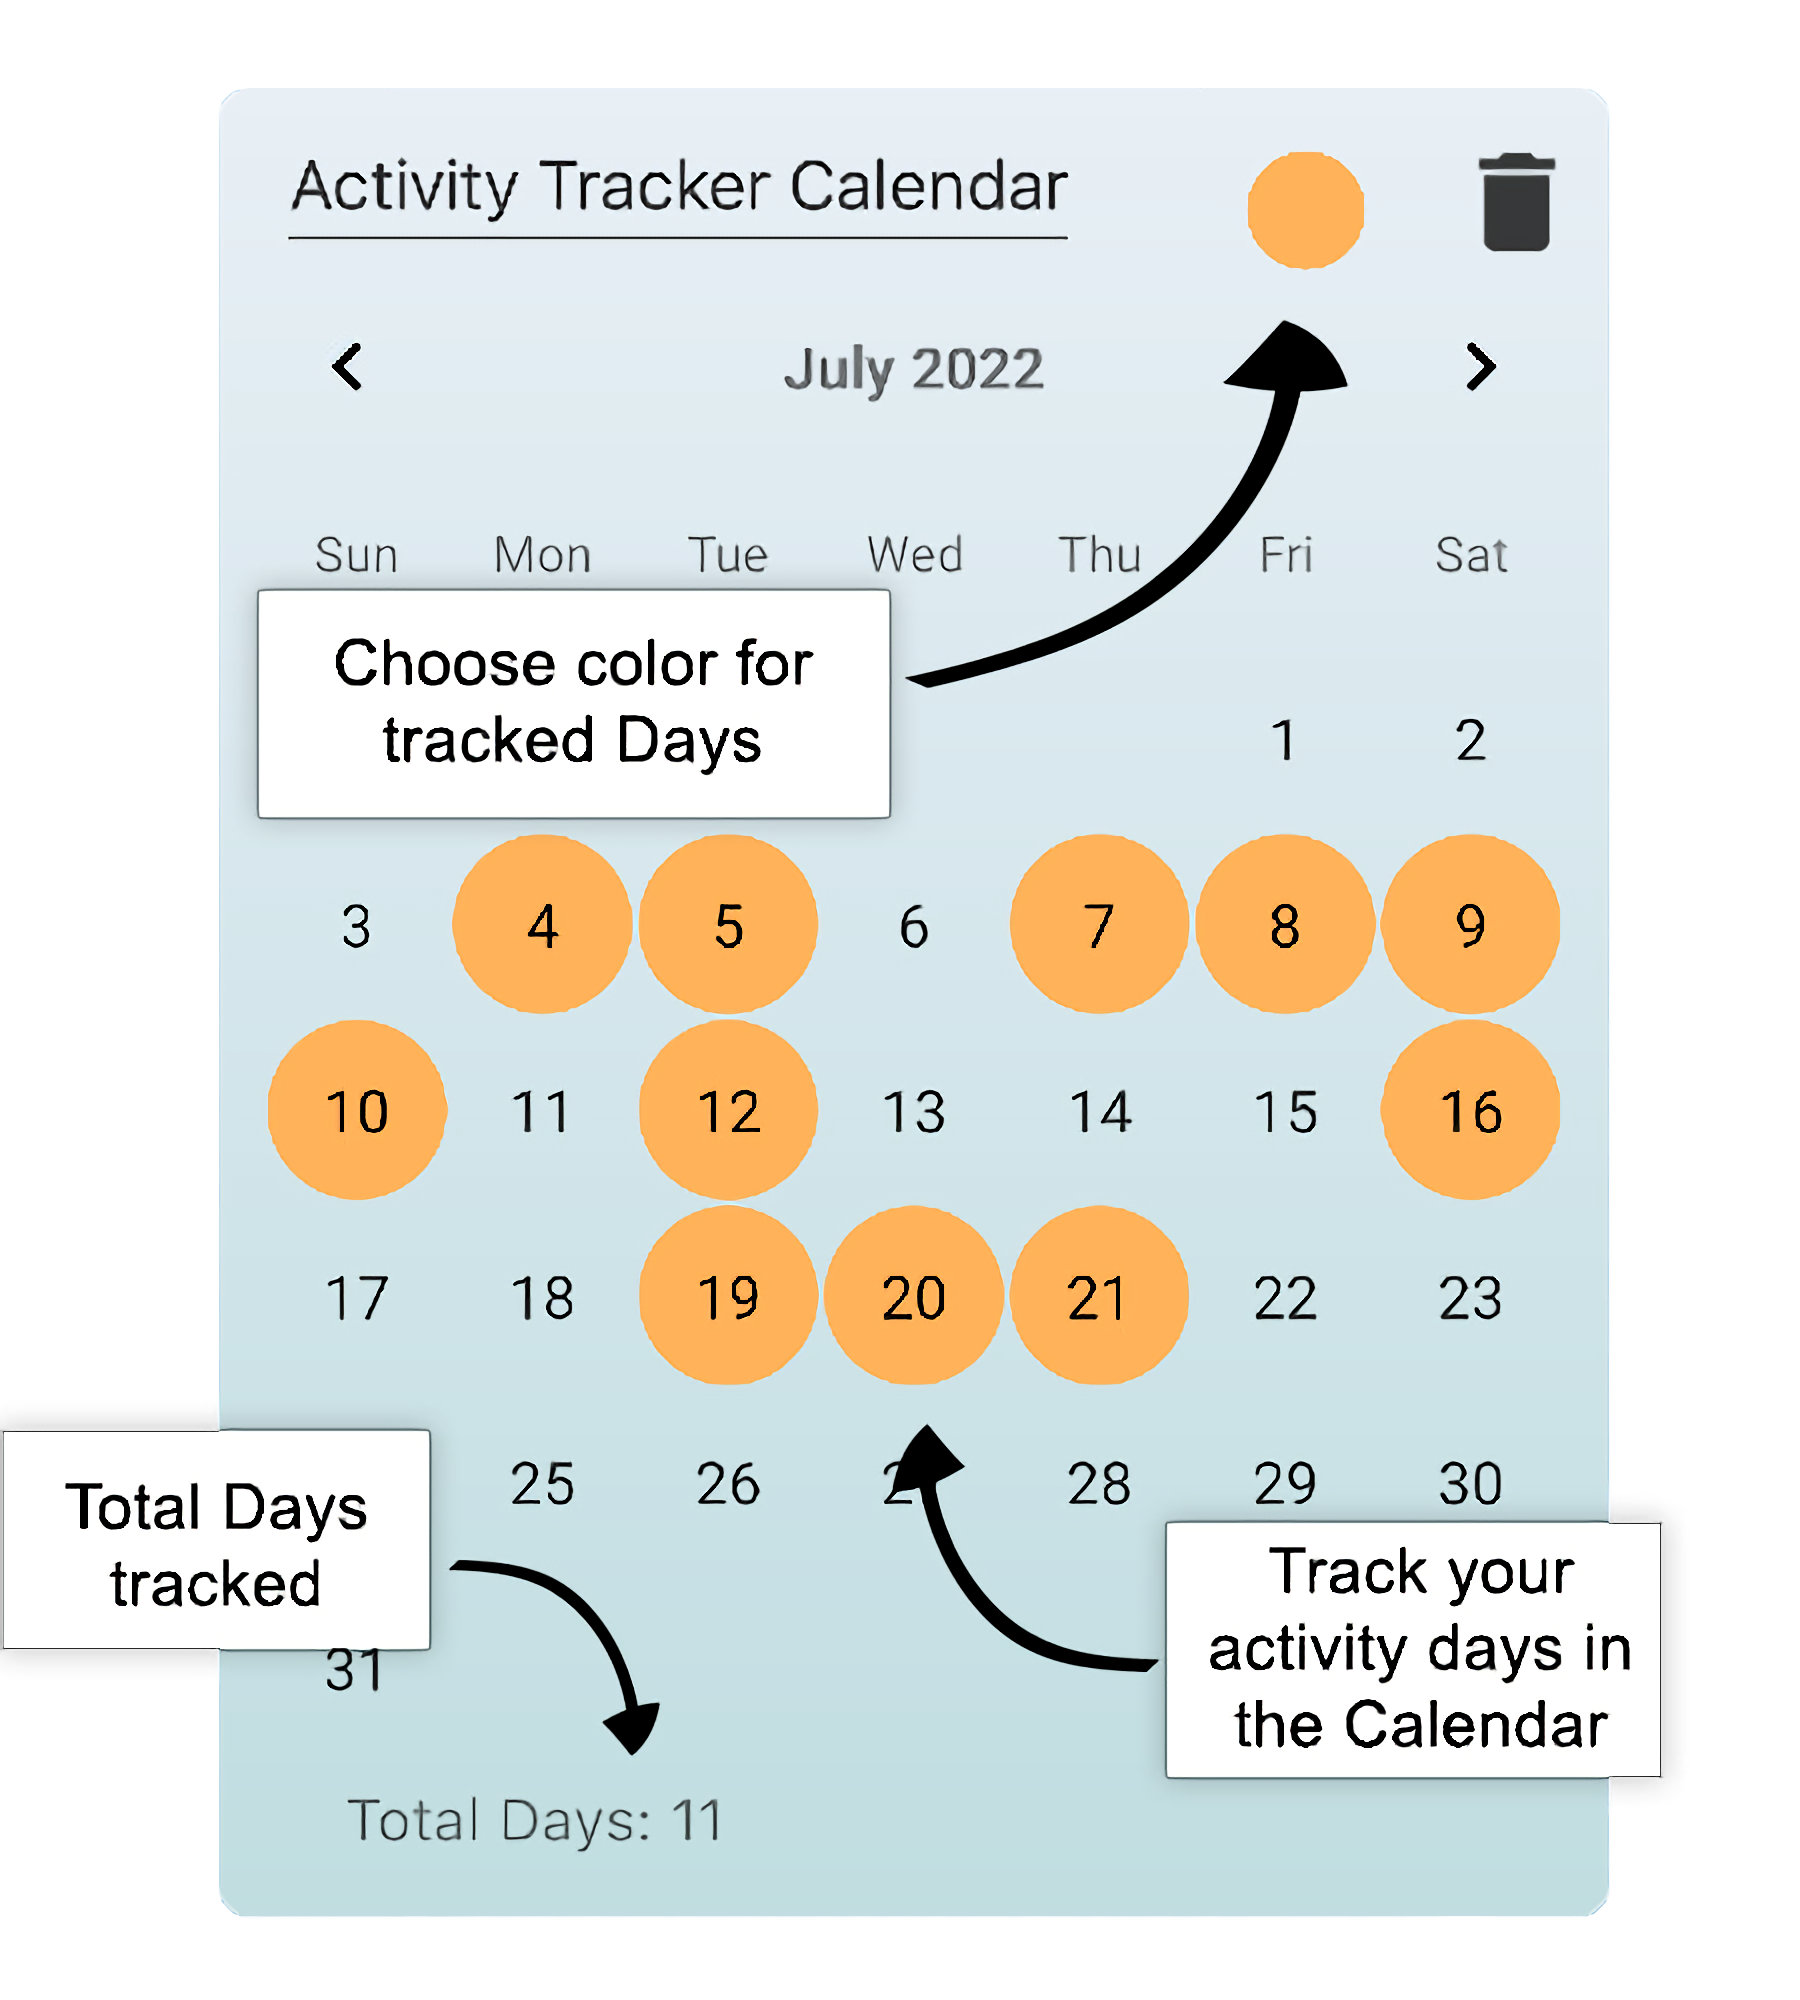 Activity Tracker Calendar
July 2022
Sun Mon Tue Wed Thu Fri Sat
Choose color for
tracked Days
1 2
3 4 5 6 7 8 9
10 11 12 13 14 15 16
17 18 19 20 21 22 23
25 26 28 29 30
Total Days
tracked
31
Track your
activity days in
the Calendar
Total Days: 11